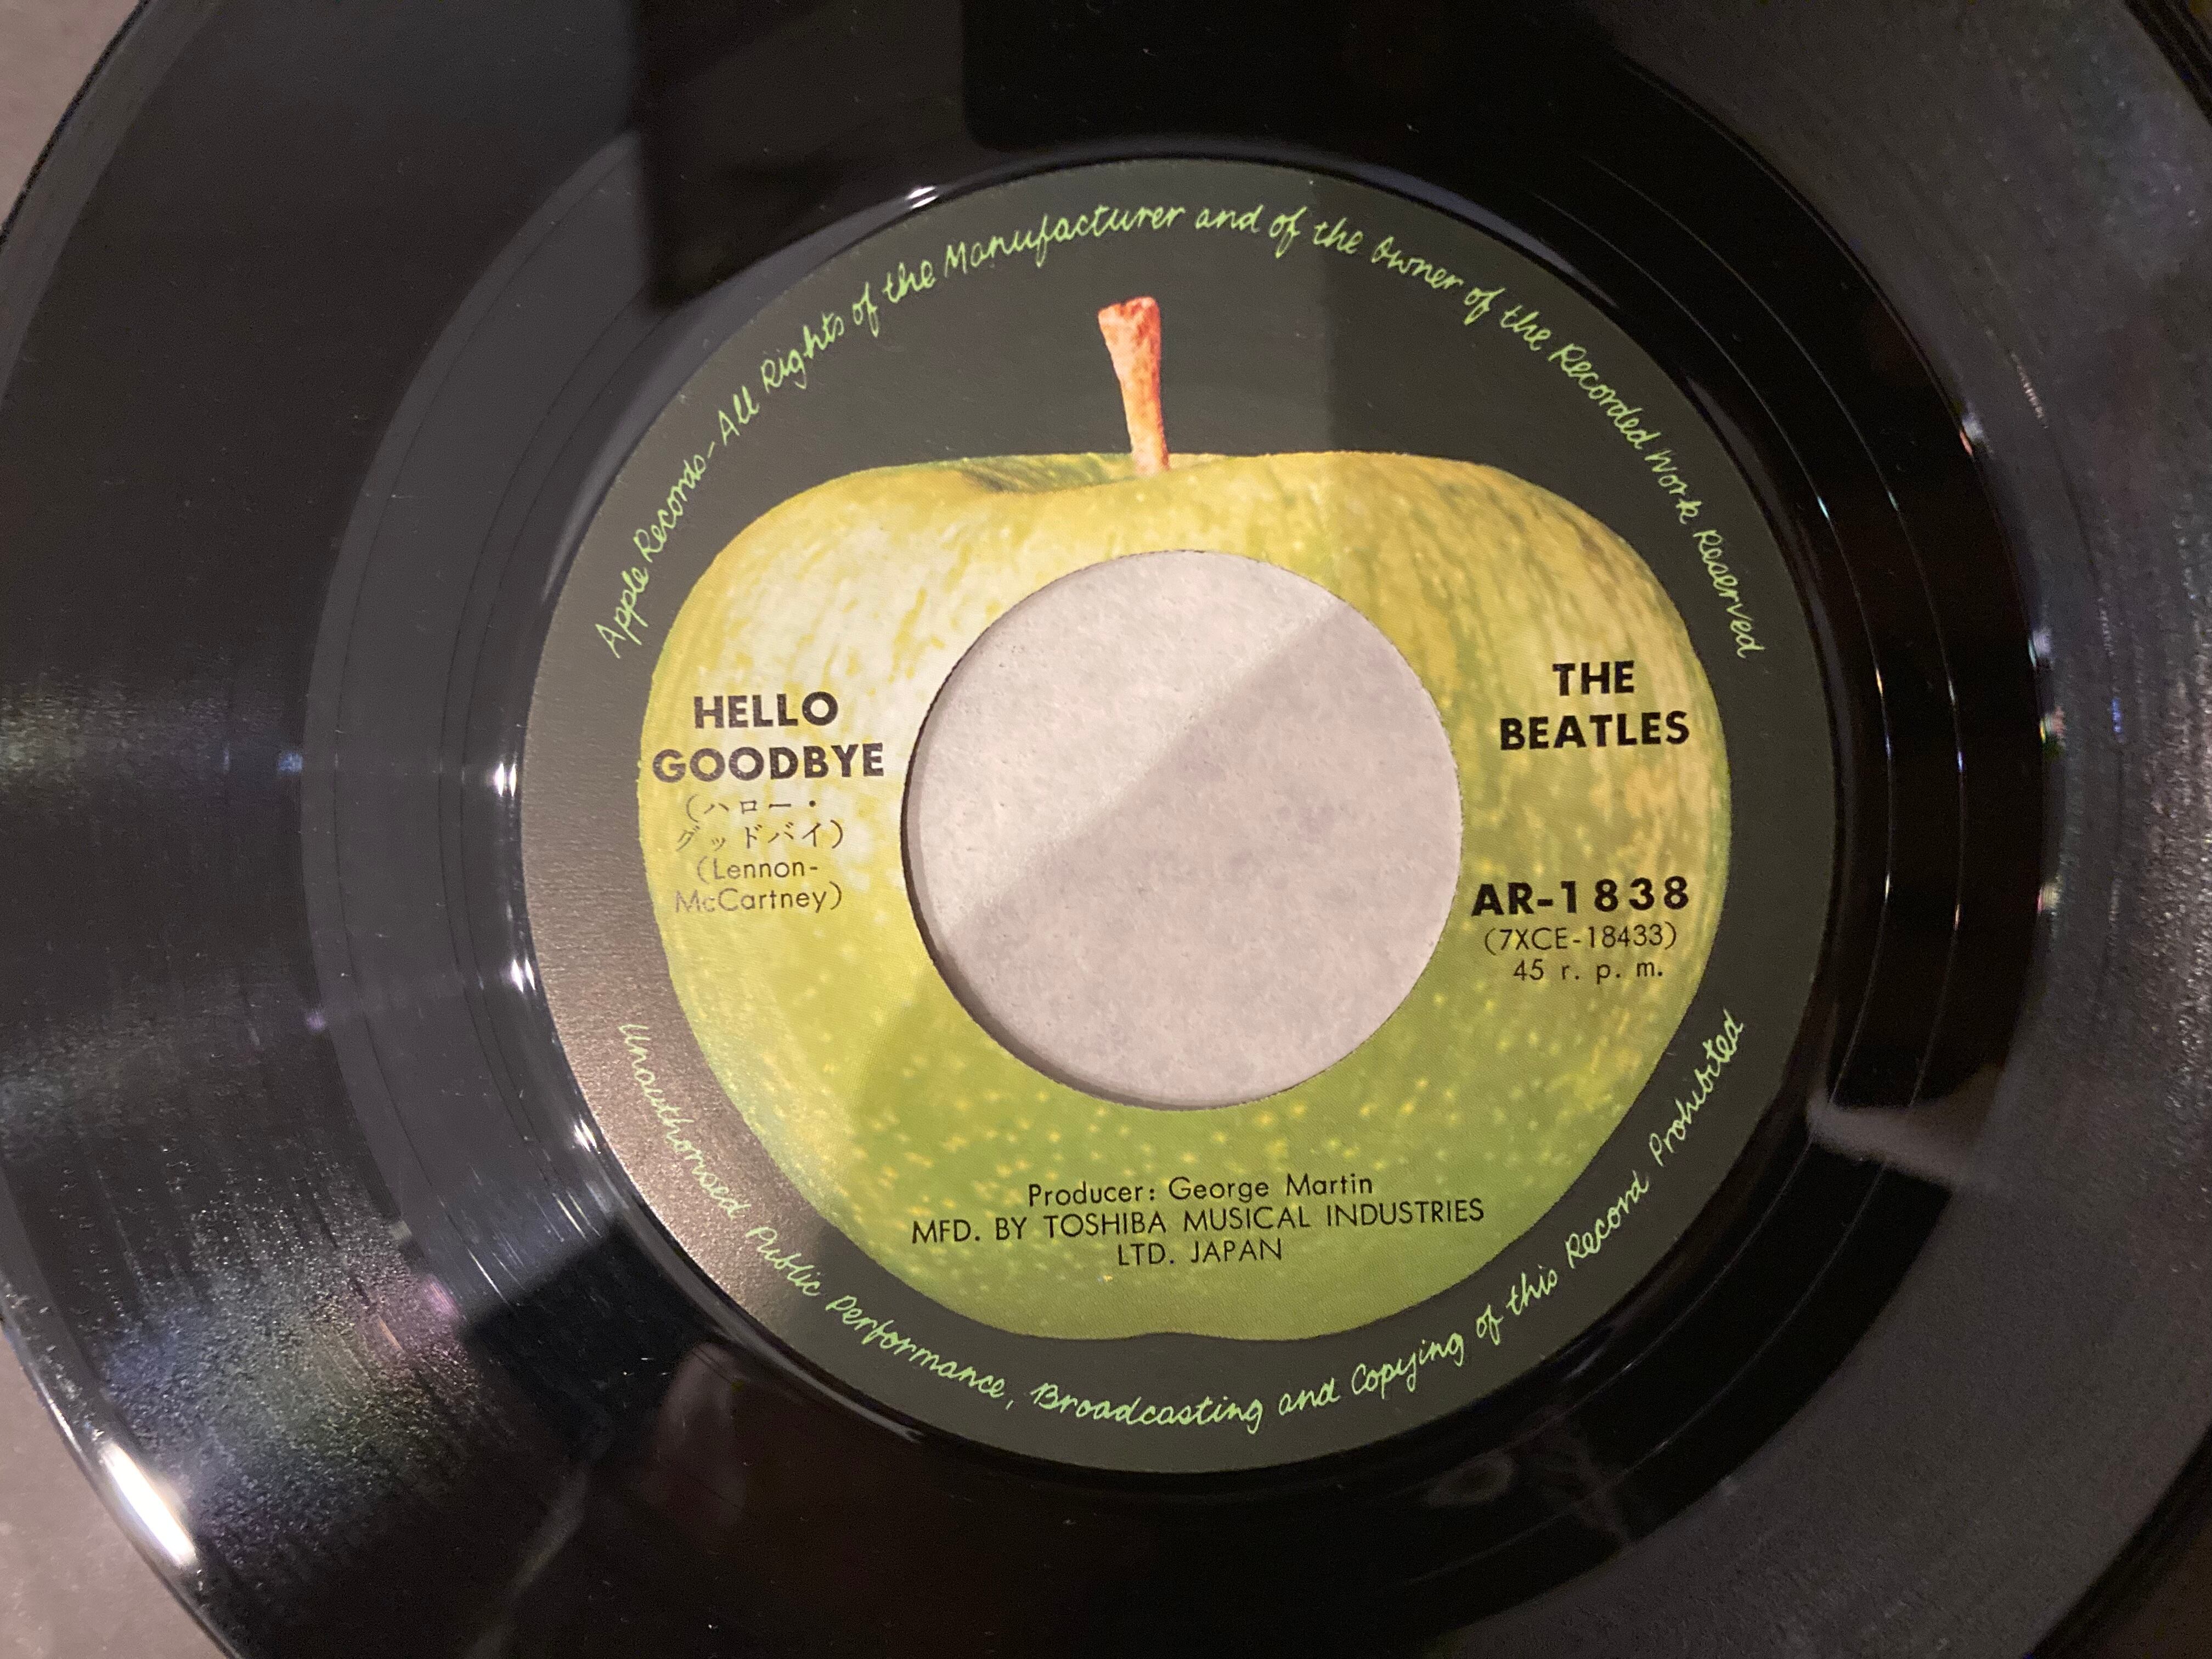 Apple Records-All Rights of the Manufacturer and of the Owner of the Recorded Work Reserved
HELLO
GOODBYE
(ハロー・
グッドバイ)
(Lennon-
McCartney)
THE
BEATLES
AR-1838
(7XCE-18433)
45 r. p. m.
Producer: George Martin
MFD. BY TOSHIBA MUSICAL INDUSTRIES
LTD. JAPAN
Unauthorised Public Performance, Broadcasting and Copying of this Record Prohibited